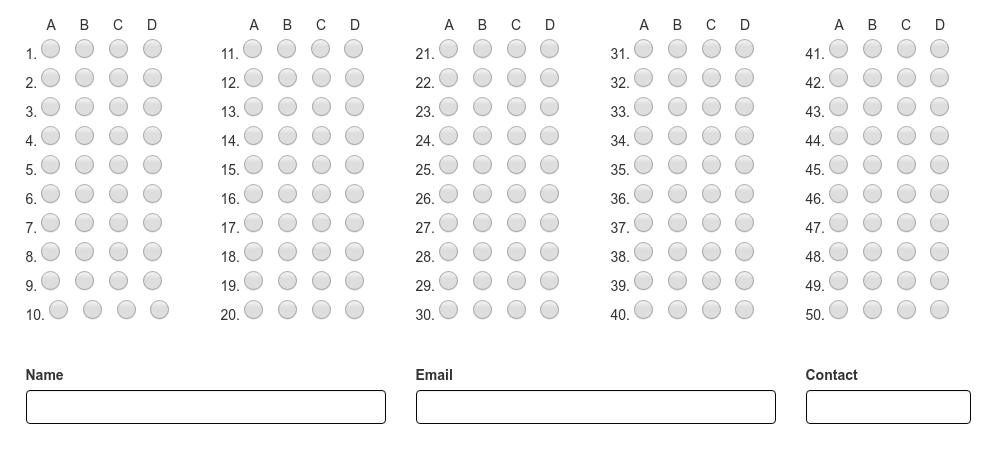 A B C D A B C D A B C D A B C D A B C D
1. 11. 21. 31. 41.
2. 12. 22. 32. 42.
3. 13. 23. 33. 43.
4. 14. 24. 34. 44.
5. 15. 25. 35. 45.
6. 16. 26. 36. 46.
7. 17. 27. 37. 47.
8. 18. 28. 38. 48.
9. 19. 29. 39. 49.
10. 20. 30. 40. 50.
Name Email Contact